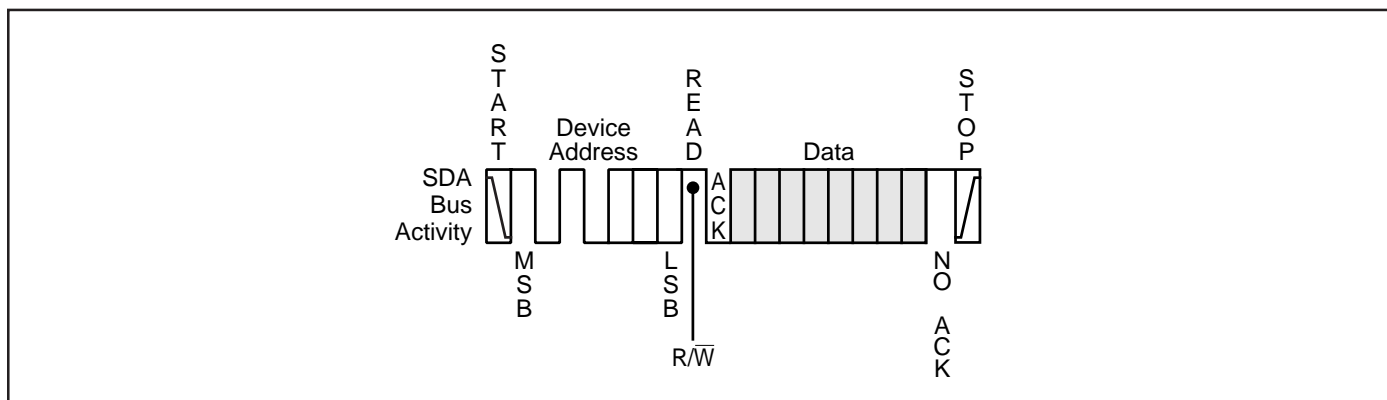 START
READ
STOP
Device
Address
Data
SDA
Bus
Activity
ACK
MSB
LSB
NO ACK
R/W̅